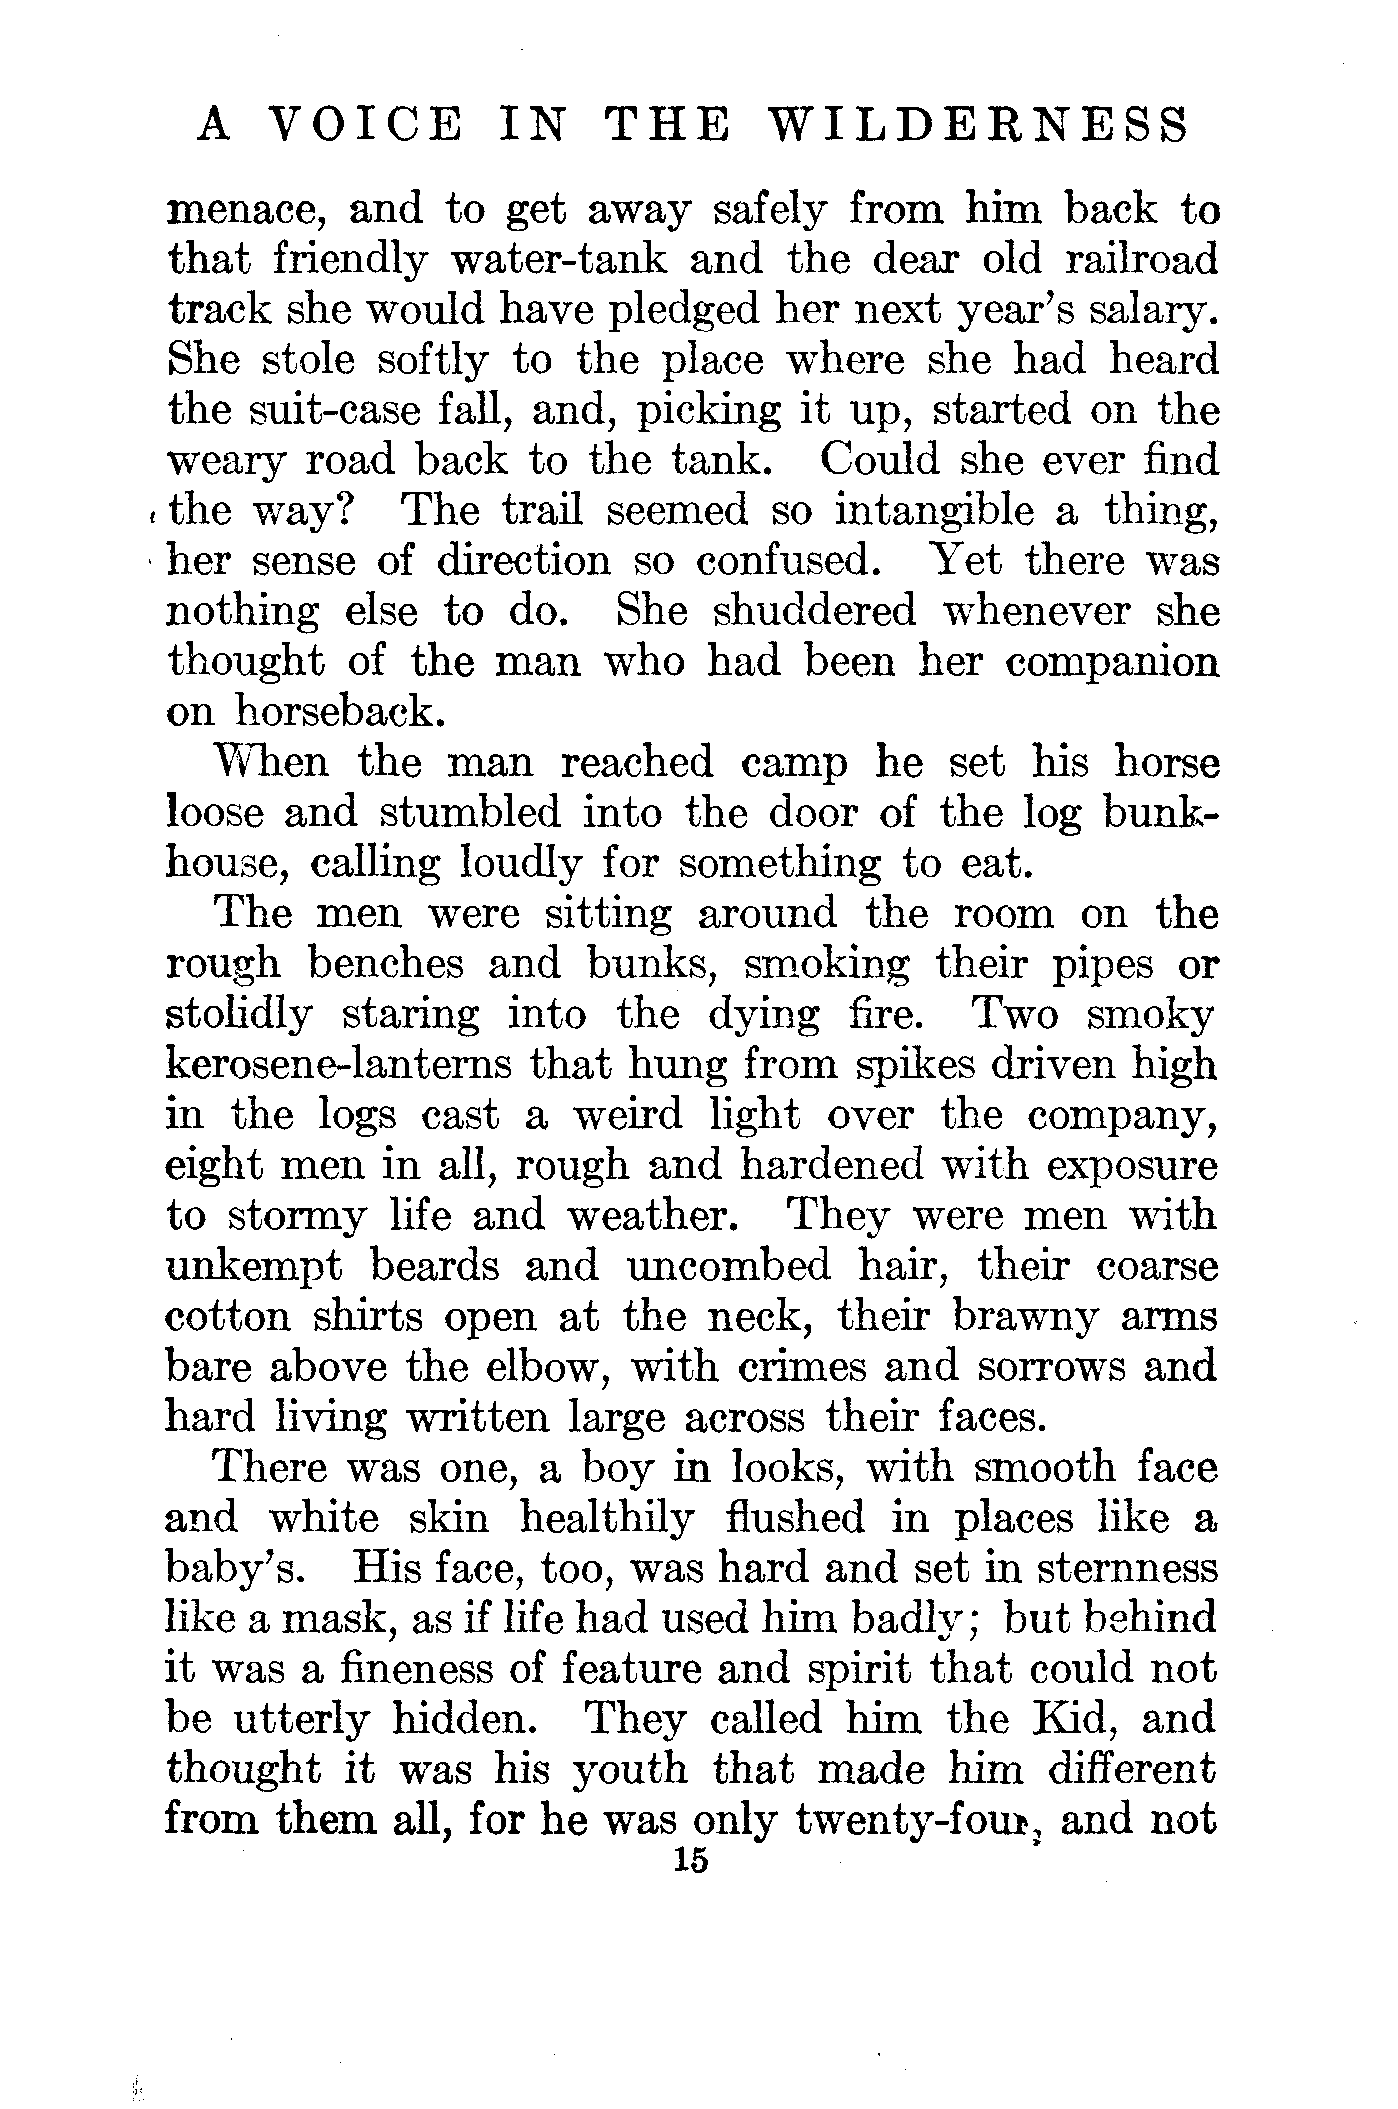 A VOICE IN THE WILDERNESS
menace, and to get away safely from him back to
that friendly water-tank and the dear old railroad
track she would have pledged her next year's salary.
She stole softly to the place where she had heard
the suit-case fall, and, picking it up, started on the
weary road back to the tank. Could she ever find
the way? The trail seemed so intangible a thing,
her sense of direction so confused. Yet there was
nothing else to do. She shuddered whenever she
thought of the man who had been her companion
on horseback.
When the man reached camp he set his horse
loose and stumbled into the door of the log bunk-
house, calling loudly for something to eat.
The men were sitting around the room on the
rough benches and bunks, smoking their pipes or
stolidly staring into the dying fire. Two smoky
kerosene-lanterns that hung from spikes driven high
in the logs cast a weird light over the company,
eight men in all, rough and hardened with exposure
to stormy life and weather. They were men with
unkempt beards and uncombed hair, their coarse
cotton shirts open at the neck, their brawny arms
bare above the elbow, with crimes and sorrows and
hard living written large across their faces.
There was one, a boy in looks, with smooth face
and white skin healthily flushed in places like a
baby's. His face, too, was hard and set in sternness
like a mask, as if life had used him badly; but behind
it was a fineness of feature and spirit that could not
be utterly hidden. They called him the Kid, and
thought it was his youth that made him different
from them all, for he was only twenty-four, and not
15